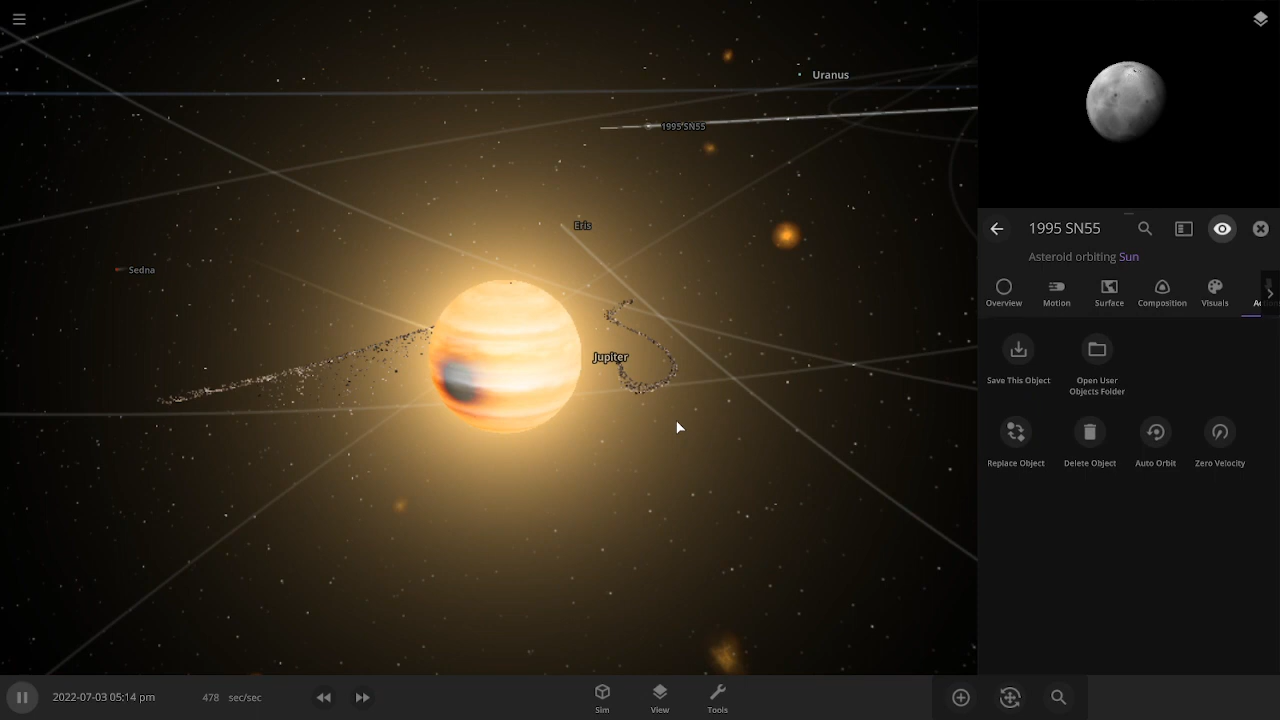 Uranus
1995 SN55
Eris
Sedna
Jupiter
1995 SN55
Asteroid orbiting Sun
Overview Motion Surface Composition Visuals
Save This Object Open User
Objects Folder
Replace Object Delete Object Auto Orbit Zero Velocity
2022-07-03 05:14 pm 478 sec/sec Sim View Tools